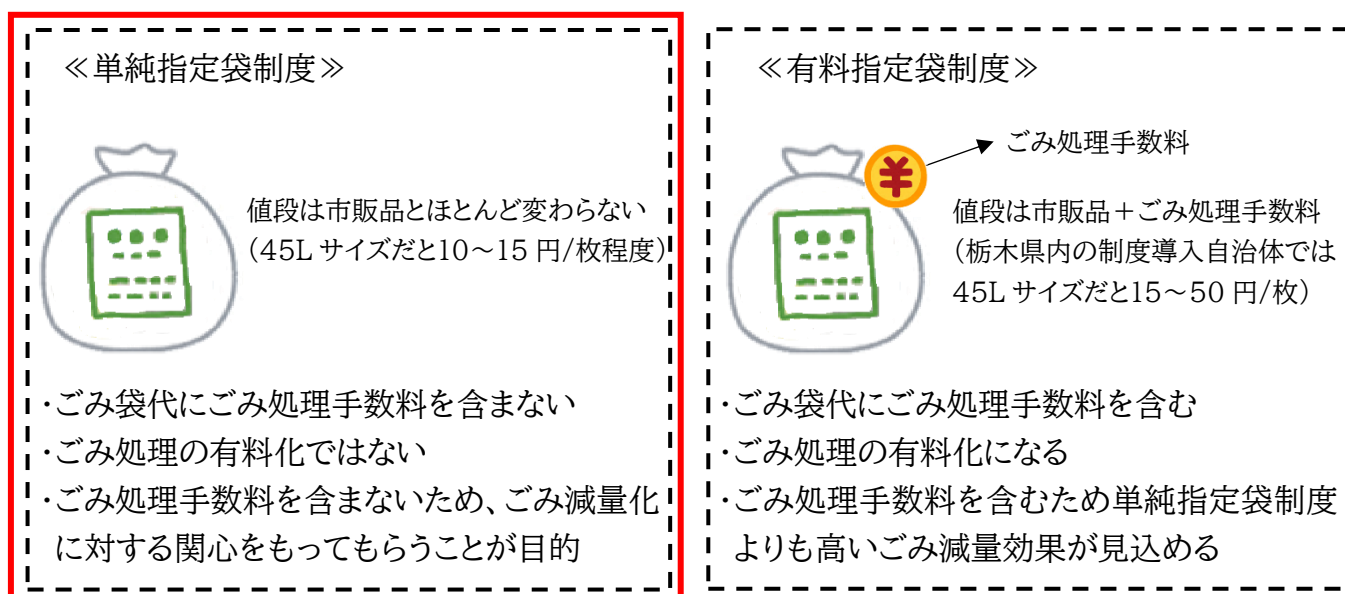 ≪単純指定袋制度≫
値段は市販品とほとんど変わらない
（45Lサイズだと10～15円/枚程度）
・ごみ袋代にごみ処理手数料を含まない
・ごみ処理の有料化ではない
・ごみ処理手数料を含まないため、ごみ減量化
に対する関心をもってもらうことが目的
≪有料指定袋制度≫
¥
ごみ処理手数料
値段は市販品＋ごみ処理手数料
（栃木県内の制度導入自治体では
45Lサイズだと15～50円/枚）
・ごみ袋代にごみ処理手数料を含む
・ごみ処理の有料化になる
・ごみ処理手数料を含むため単純指定袋制度
よりも高いごみ減量効果が見込める